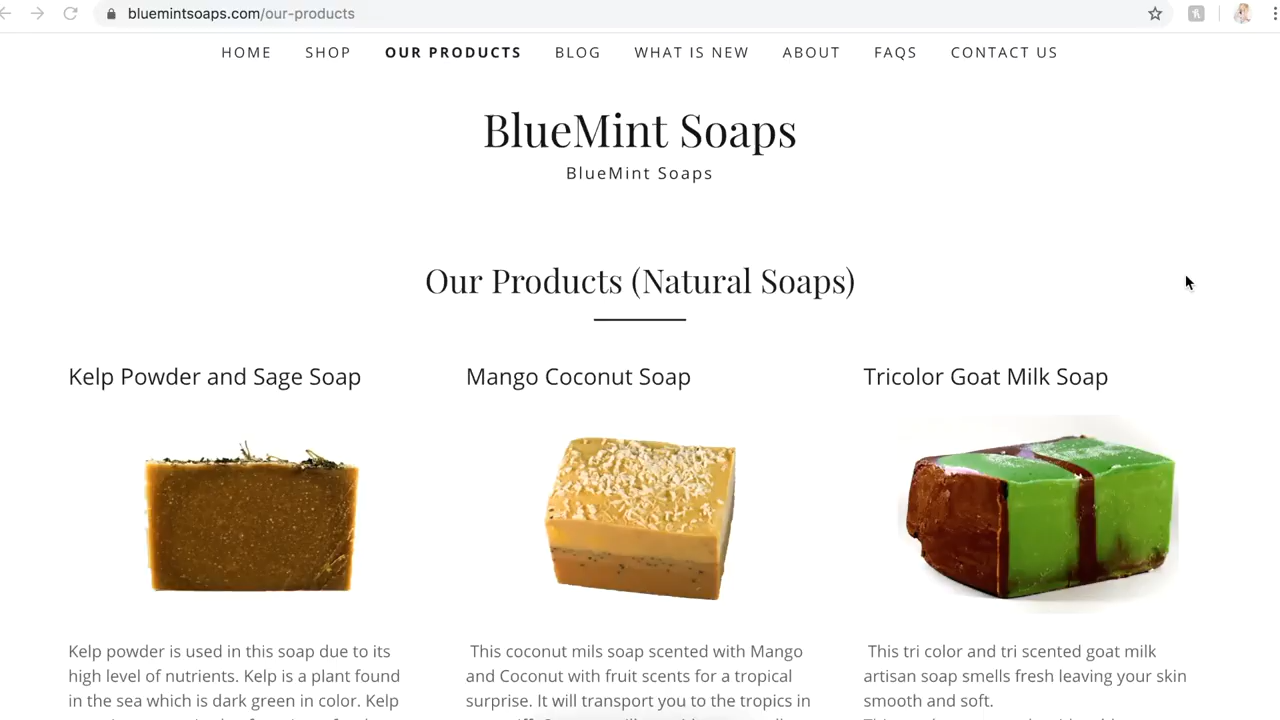 bluemintsoaps.com/our-products
HOME SHOP OUR PRODUCTS BLOG WHAT IS NEW ABOUT FAQS CONTACT US
BlueMint Soaps
BlueMint Soaps
Our Products (Natural Soaps)
Kelp Powder and Sage Soap
Kelp powder is used in this soap due to its
high level of nutrients. Kelp is a plant found
in the sea which is dark green in color. Kelp
Mango Coconut Soap
This coconut mils soap scented with Mango
and Coconut with fruit scents for a tropical
surprise. It will transport you to the tropics in
Tricolor Goat Milk Soap
This tri color and tri scented goat milk
artisan soap smells fresh leaving your skin
smooth and soft.